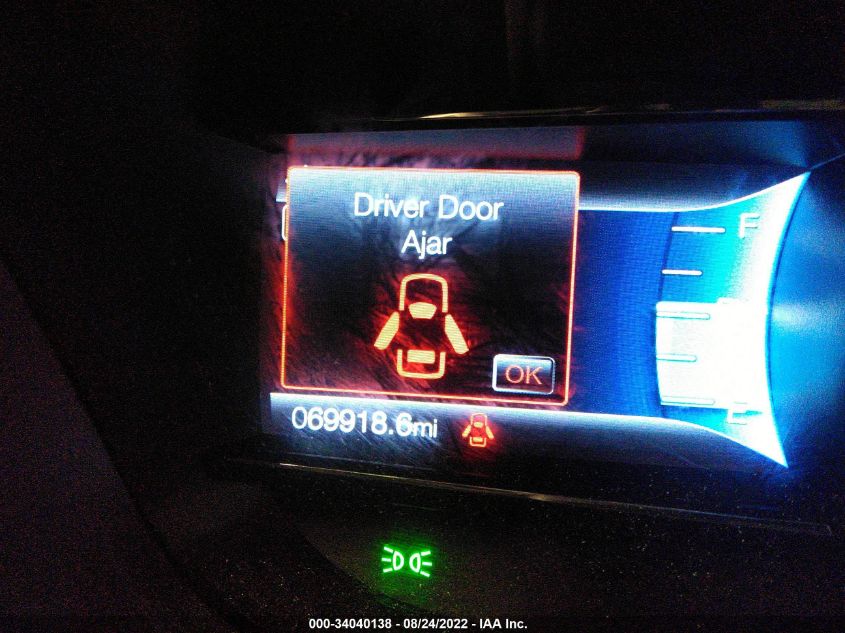 Driver Door
Ajar
OK
F
E
069918.6mi
000-34040138 - 08/24/2022 - IAA Inc.